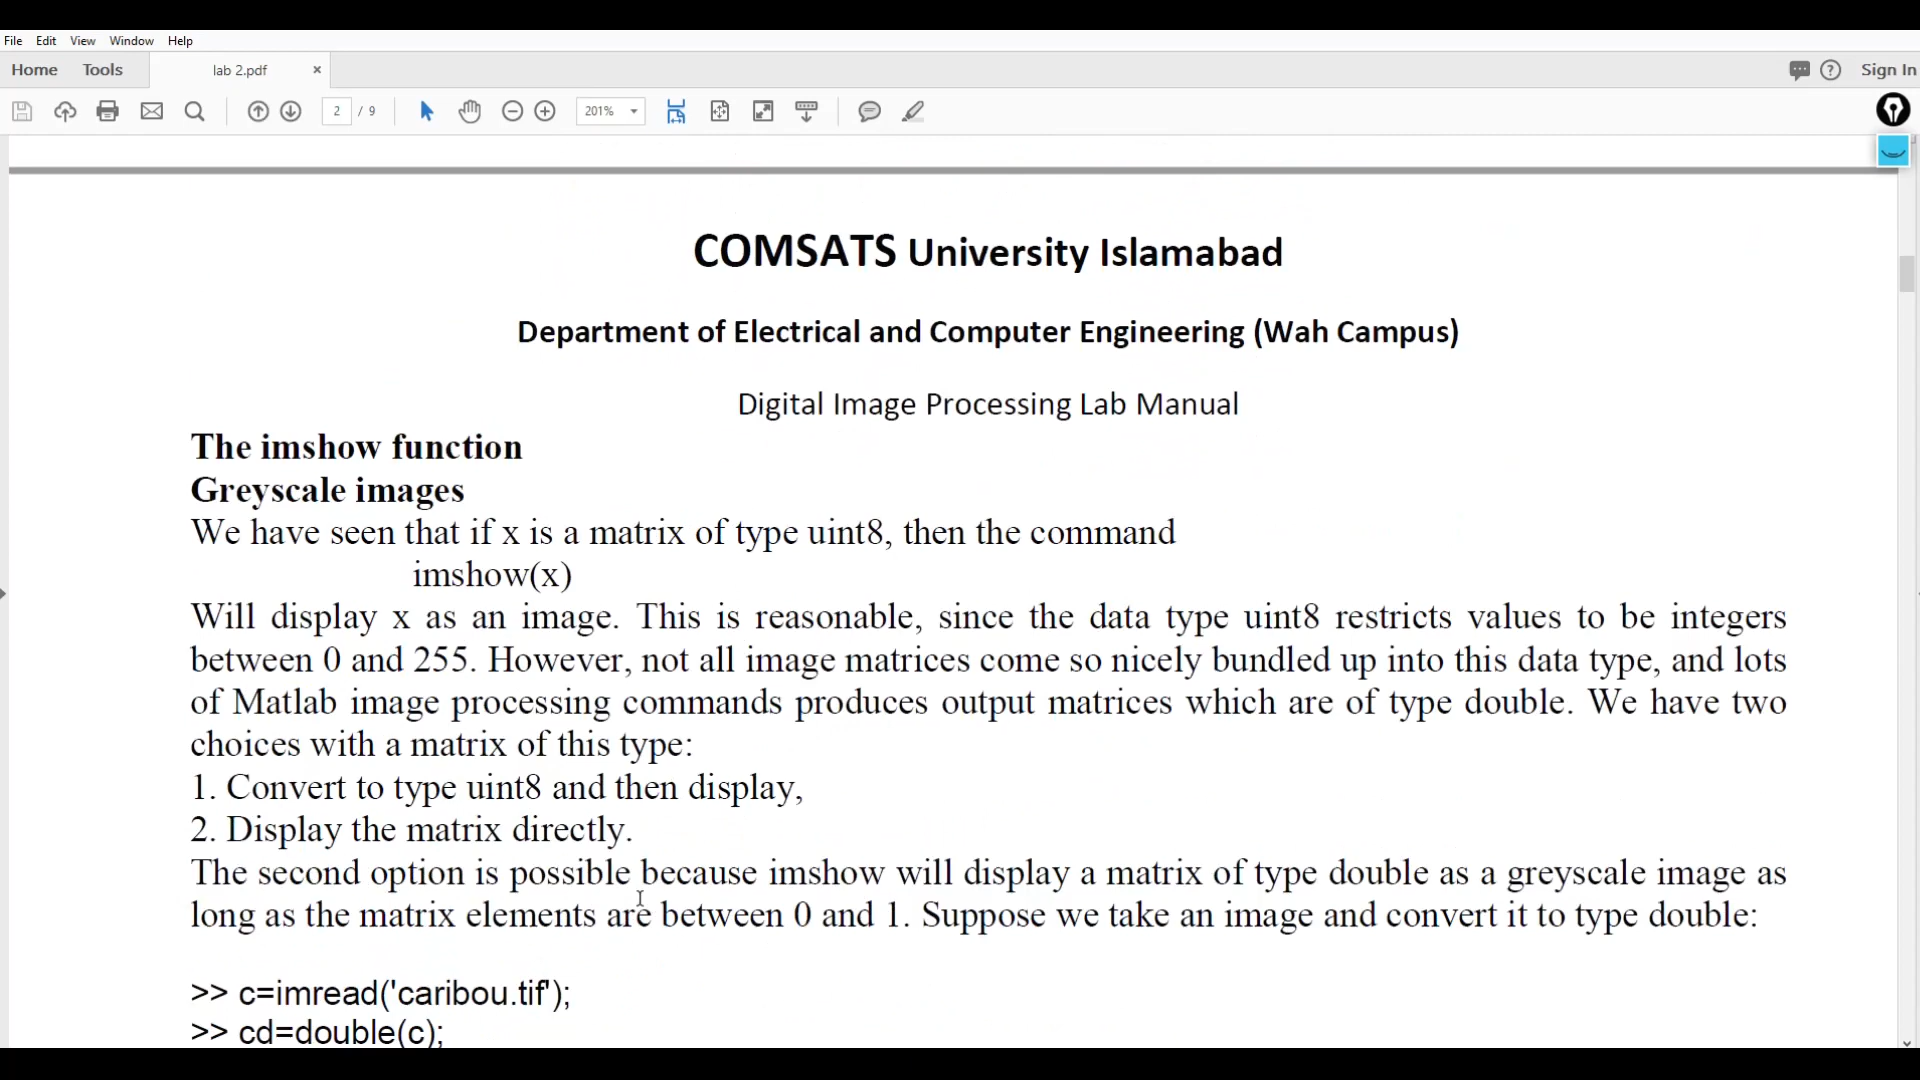 File Edit View Window Help
Home Tools lab 2.pdf × Sign In
2 / 9 201%
COMSATS University Islamabad
Department of Electrical and Computer Engineering (Wah Campus)
Digital Image Processing Lab Manual
The imshow function
Greyscale images
We have seen that if x is a matrix of type uint8, then the command
imshow(x)
Will display x as an image. This is reasonable, since the data type uint8 restricts values to be integers
between 0 and 255. However, not all image matrices come so nicely bundled up into this data type, and lots
of Matlab image processing commands produces output matrices which are of type double. We have two
choices with a matrix of this type:
1. Convert to type uint8 and then display,
2. Display the matrix directly.
The second option is possible because imshow will display a matrix of type double as a greyscale image as
long as the matrix elements are between 0 and 1. Suppose we take an image and convert it to type double:
>> c=imread('caribou.tif');
>> cd=double(c);